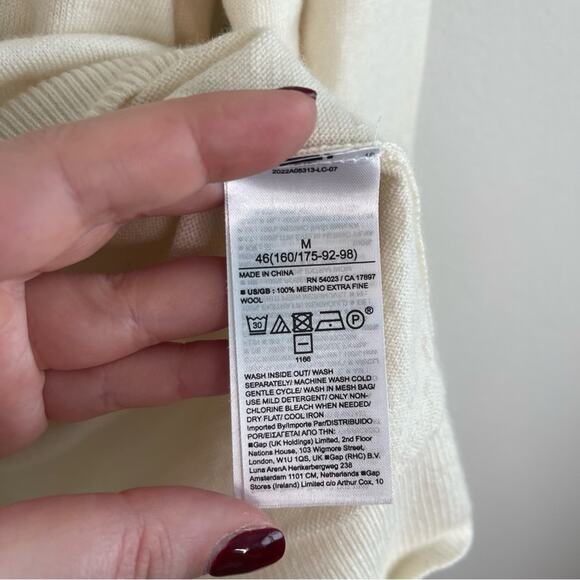 2022A05313-LC-07
M
46(160/175-92-98)
MADE IN CHINA RN 54023 / CA 17897
■ US/GB : 100% MERINO EXTRA FINE
WOOL
30 P®
1166
WASH INSIDE OUT/ WASH
SEPARATELY/ MACHINE WASH COLD
GENTLE CYCLE/ WASH IN MESH BAG/
USE MILD DETERGENT/ ONLY NON-
CHLORINE BLEACH WHEN NEEDED/
DRY FLAT/ COOL IRON
Imported By/Importe Par/DISTRIBUIDO
POR/ΕΙΣΑΓΕΤΑΙ ΑΠΟ ΤΗΝ:
■Gap (UK Holdings) Limited, 2nd Floor
Nations House, 103 Wigmore Street,
London, W1U 1QS, UK ■Gap (RHC) B.V.
Luna ArenA Herikerbergweg 238
Amsterdam 1101 CM, Netherlands ■Gap
Stores (Ireland) Limited c/o Arthur Cox, 10